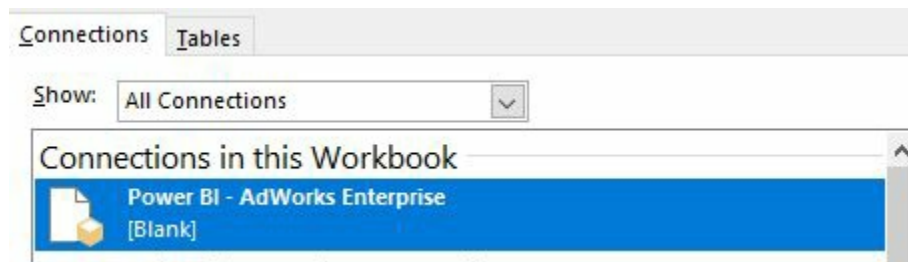 Connections Tables
Show: All Connections
Connections in this Workbook
Power BI - AdWorks Enterprise
[Blank]